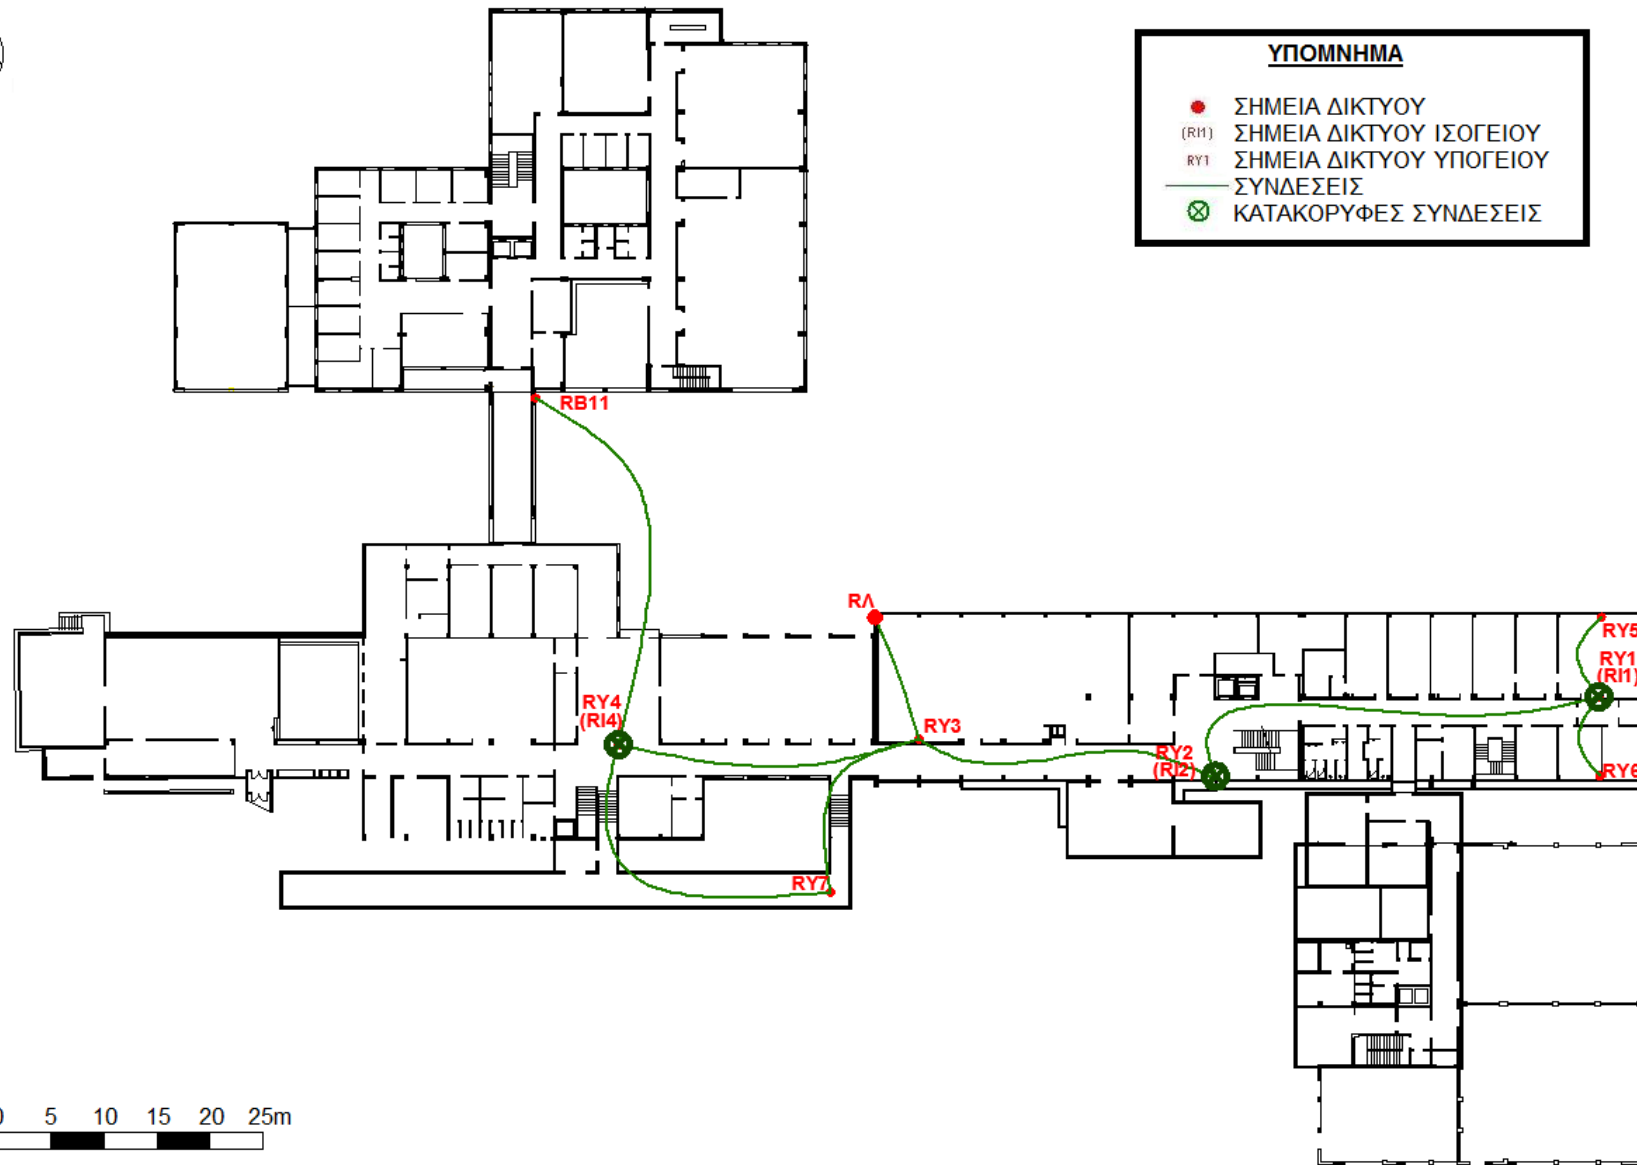 ΥΠΟΜΝΗΜΑ
ΣΗΜΕΙΑ ΔΙΚΤΥΟΥ
(RI1) ΣΗΜΕΙΑ ΔΙΚΤΥΟΥ ΙΣΟΓΕΙΟΥ
RY1 ΣΗΜΕΙΑ ΔΙΚΤΥΟΥ ΥΠΟΓΕΙΟΥ
ΣΥΝΔΕΣΕΙΣ
ΚΑΤΑΚΟΡΥΦΕΣ ΣΥΝΔΕΣΕΙΣ
RB11
RΛ
RY5
RY1
(RI1)
RY4
(RI4)
RY3
RY2
(RI2)
RY6
RY7
0 5 10 15 20 25m